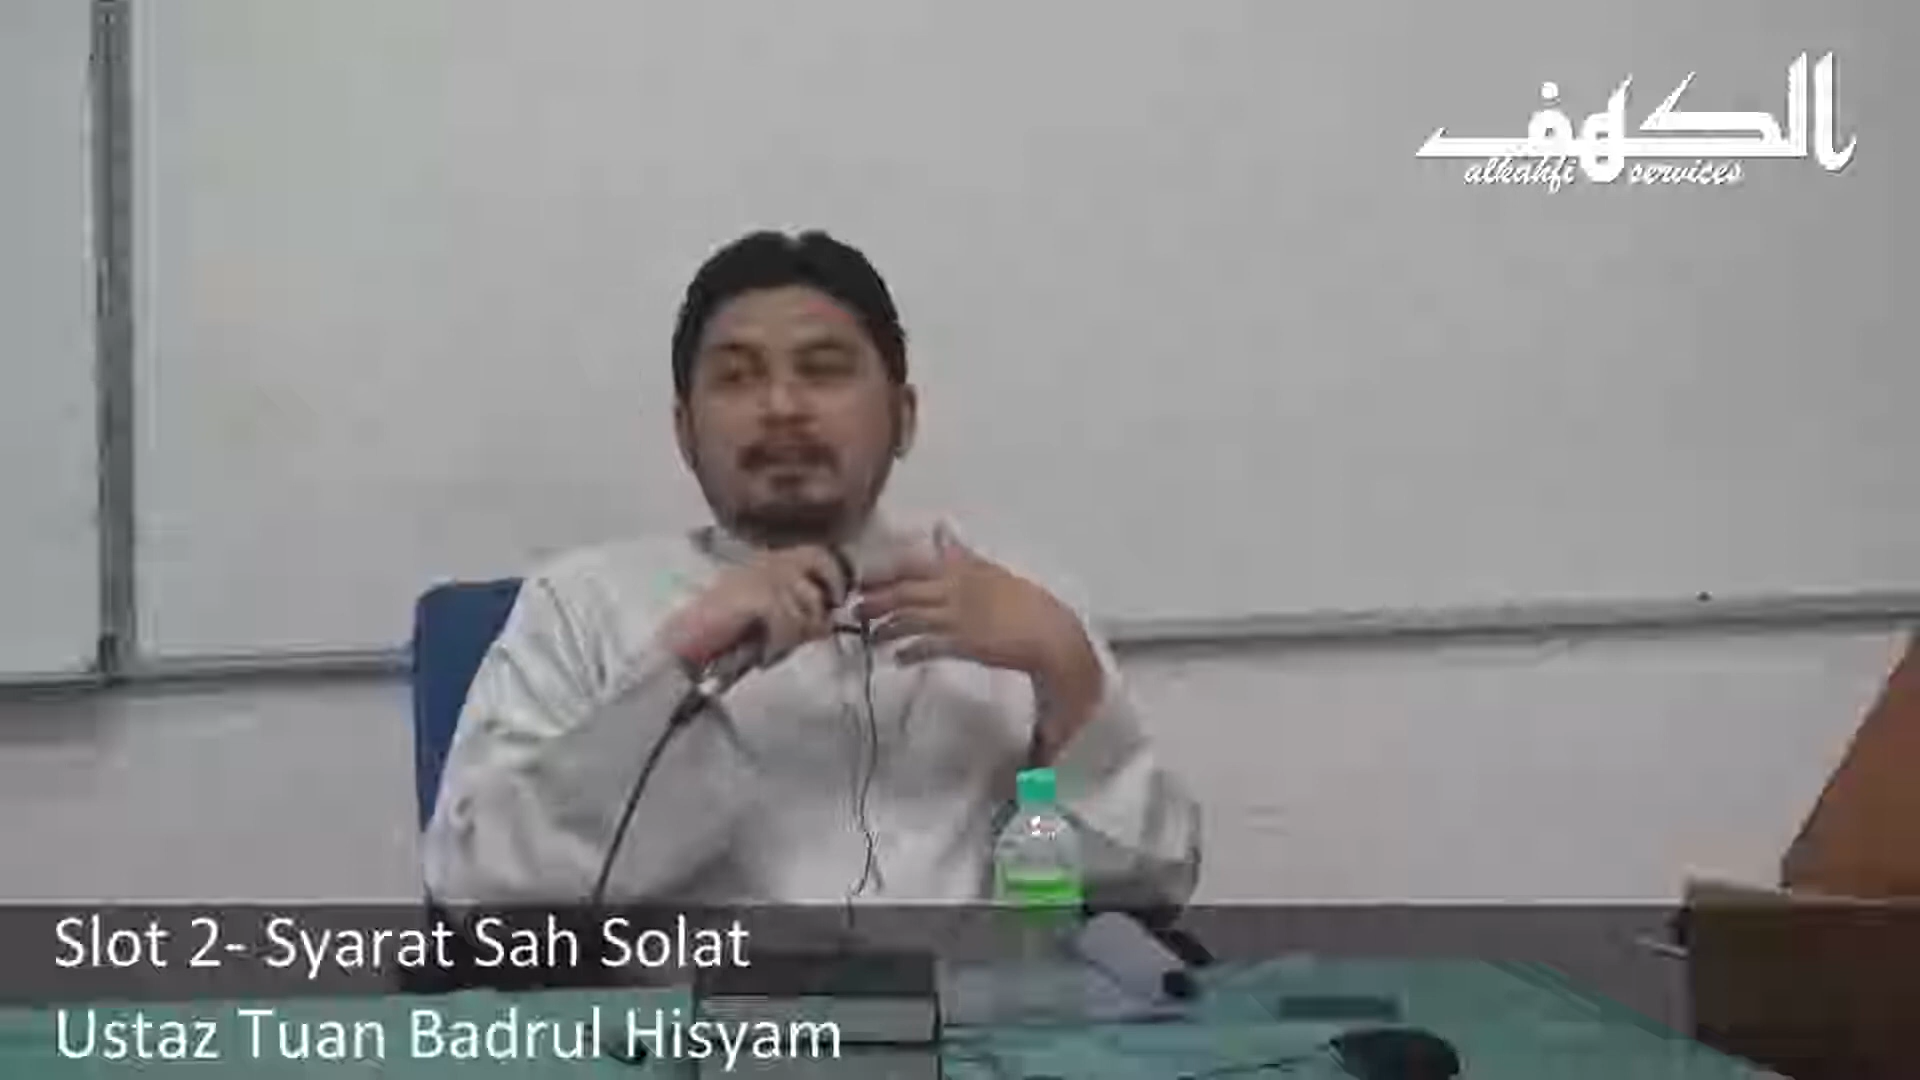 الكهف
alkahfi services
Slot 2- Syarat Sah Solat
Ustaz Tuan Badrul Hisyam